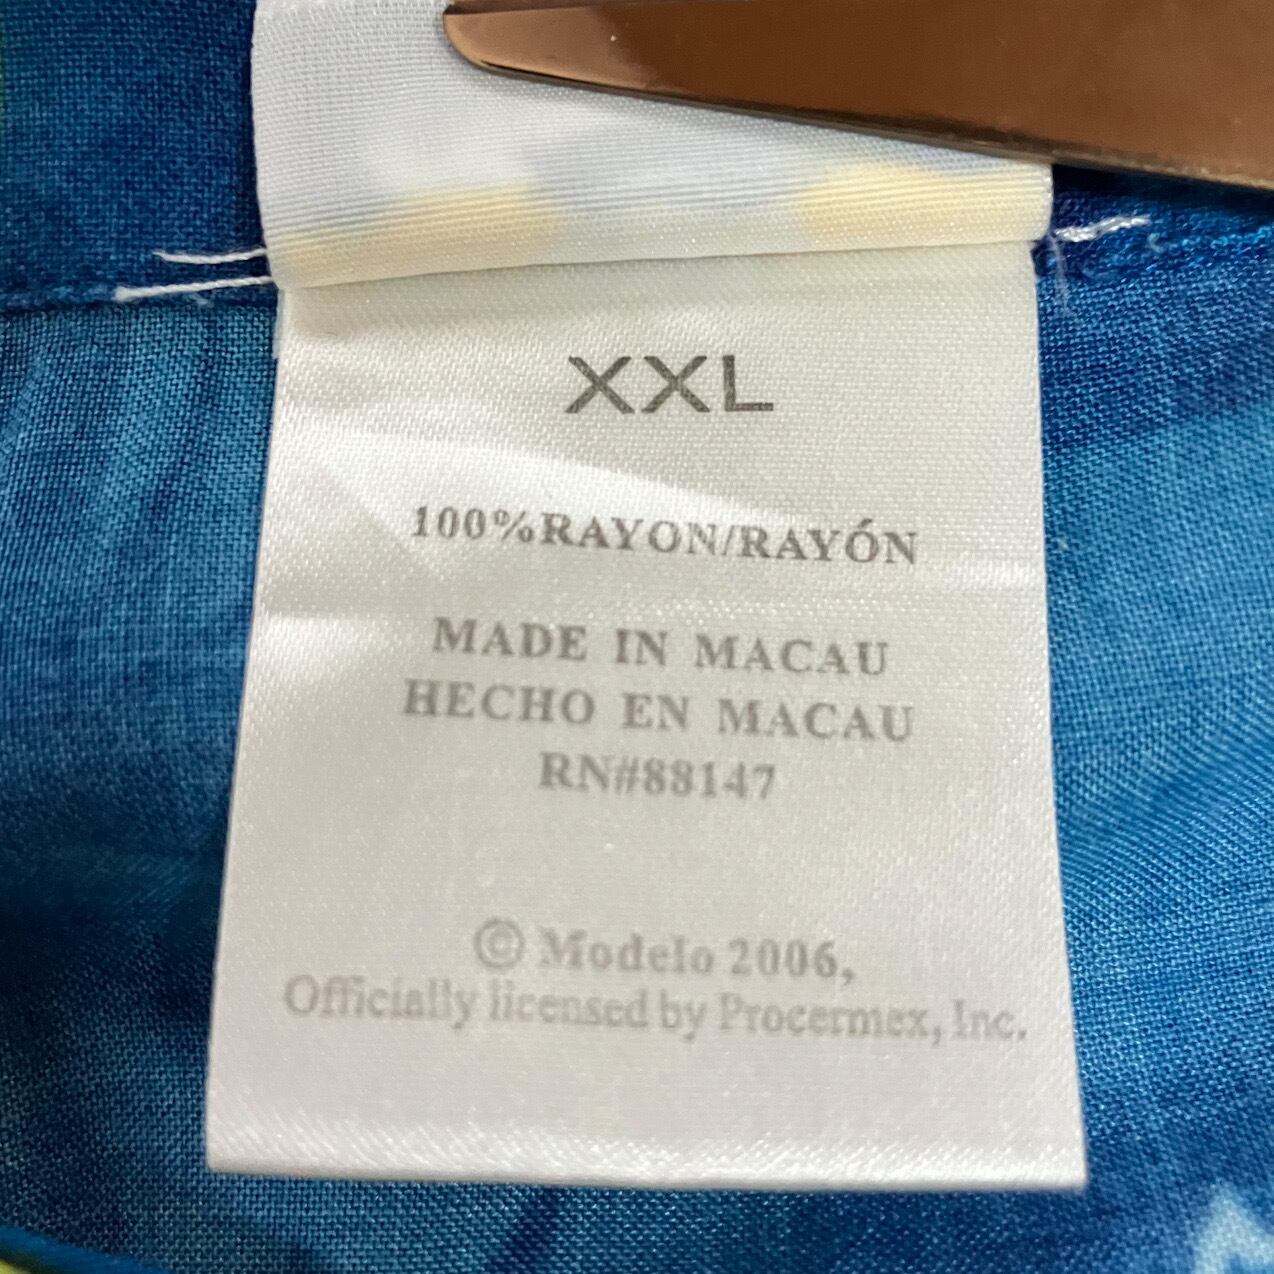 XXL
100%RAYON/RAYÓN
MADE IN MACAU
HECHO EN MACAU
RN#88147
© Modelo 2006,
Officially licensed by Procermex, Inc.